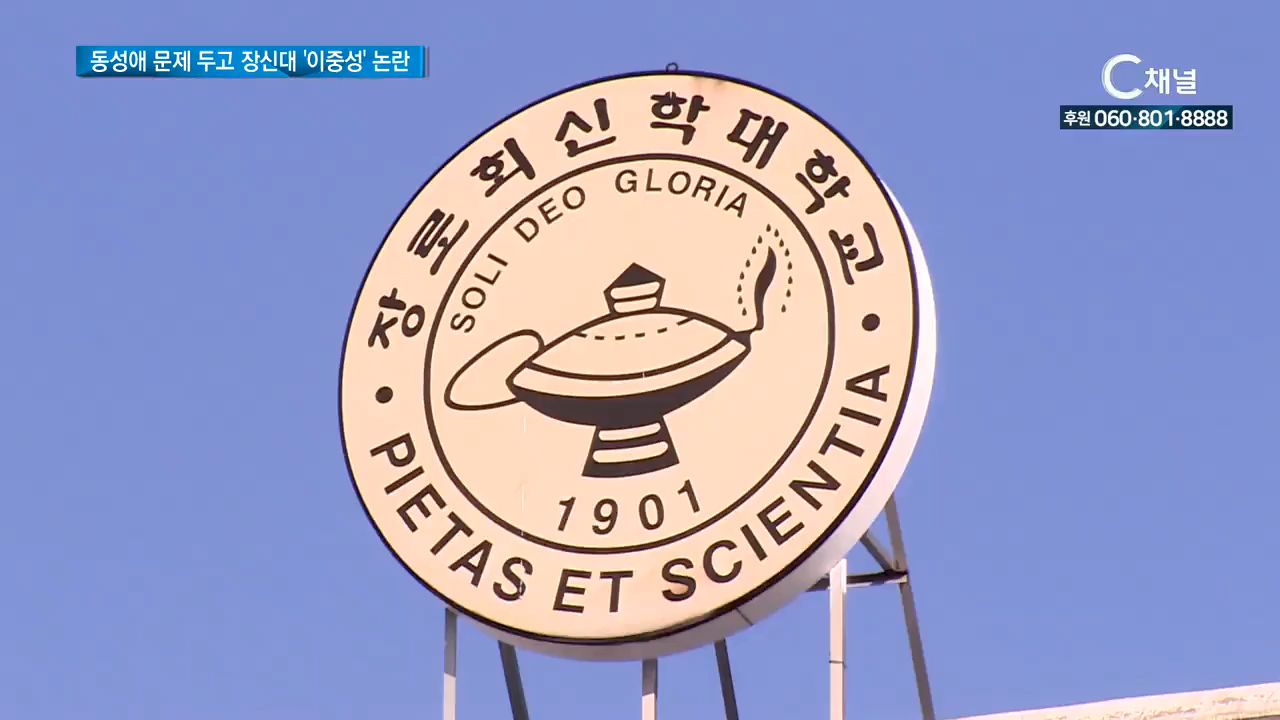 동성애 문제 두고 장신대 '이중성' 논란
C채널
후원 060·801·8888
장로회신학대학교
SOLI DEO GLORIA
1901
PIETAS ET SCIENTIA